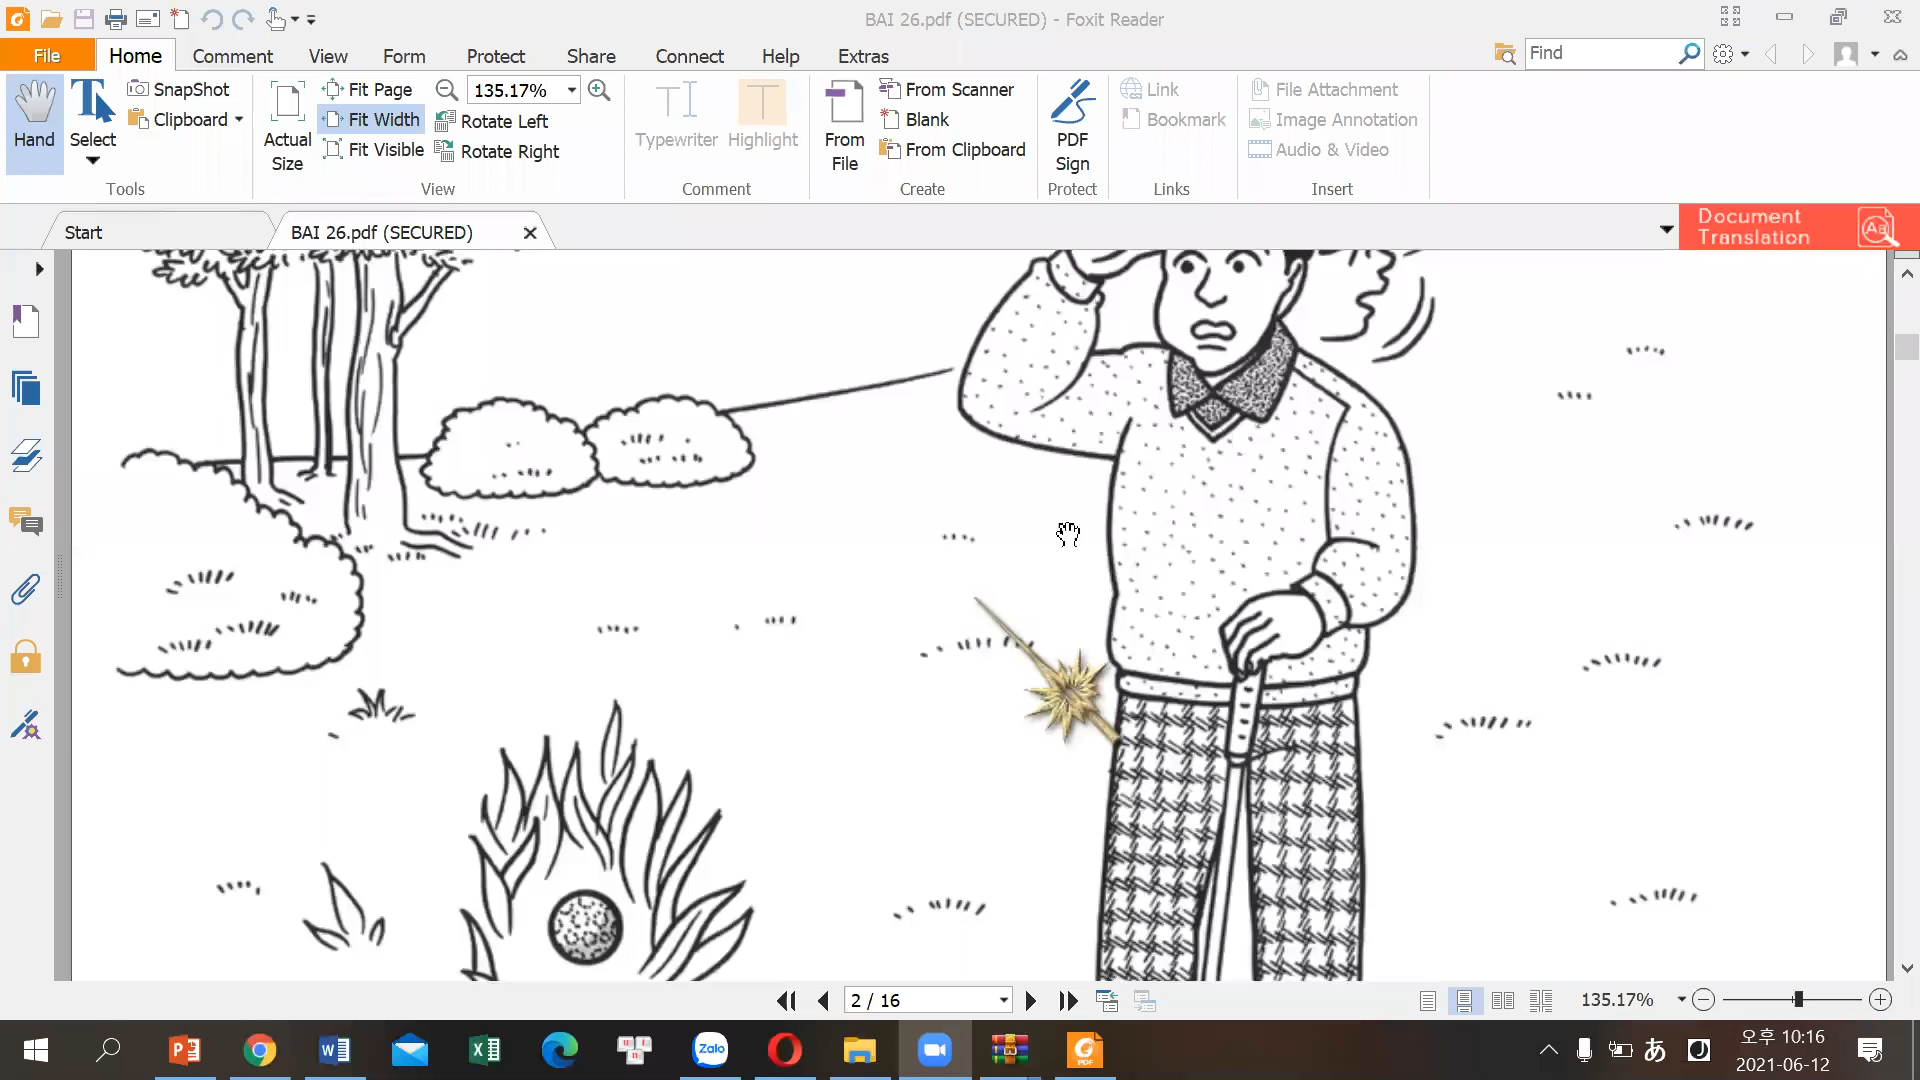 BAI 26.pdf (SECURED) - Foxit Reader
File Home Comment View Form Protect Share Connect Help Extras
Find
Hand
Select
SnapShot
Clipboard
Tools
Actual
Size
Fit Page
Fit Width
Fit Visible
135.17%
Rotate Left
Rotate Right
View
Typewriter
Highlight
Comment
From
File
From Scanner
Blank
From Clipboard
Create
PDF
Sign
Protect
Link
Bookmark
Links
File Attachment
Image Annotation
Audio & Video
Insert
Start
BAI 26.pdf (SECURED)
Document
Translation
Aa
2 / 16
135.17%
Zalo
PDF
あ
오후 10:16
2021-06-12